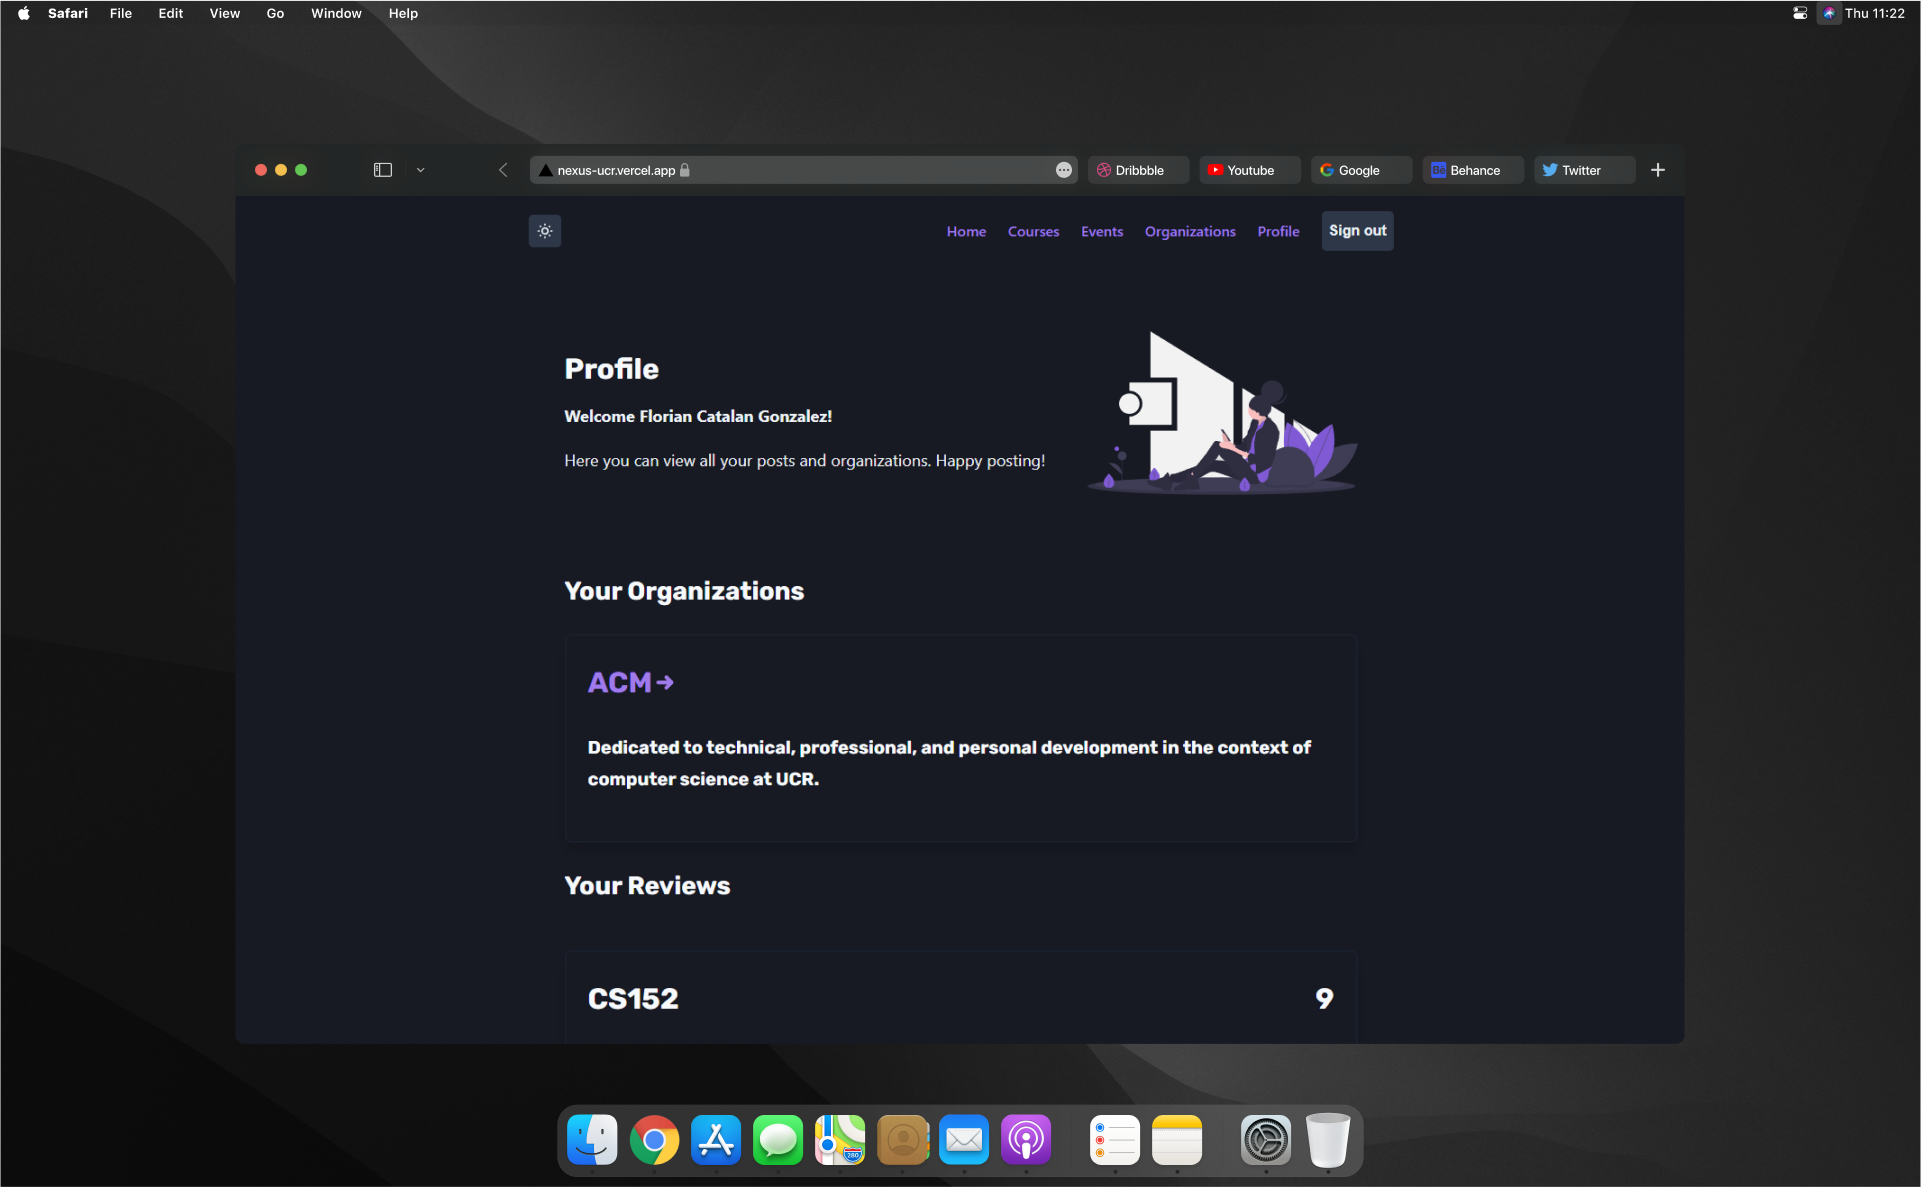 Safari File Edit View Go Window Help Thu 11:22
nexus-ucr.vercel.app Dribbble Youtube Google Be Behance Twitter
Home Courses Events Organizations Profile Sign out
Profile
Welcome Florian Catalan Gonzalez!
Here you can view all your posts and organizations. Happy posting!
Your Organizations
ACM→
Dedicated to technical, professional, and personal development in the context of
computer science at UCR.
Your Reviews
CS152 9
280